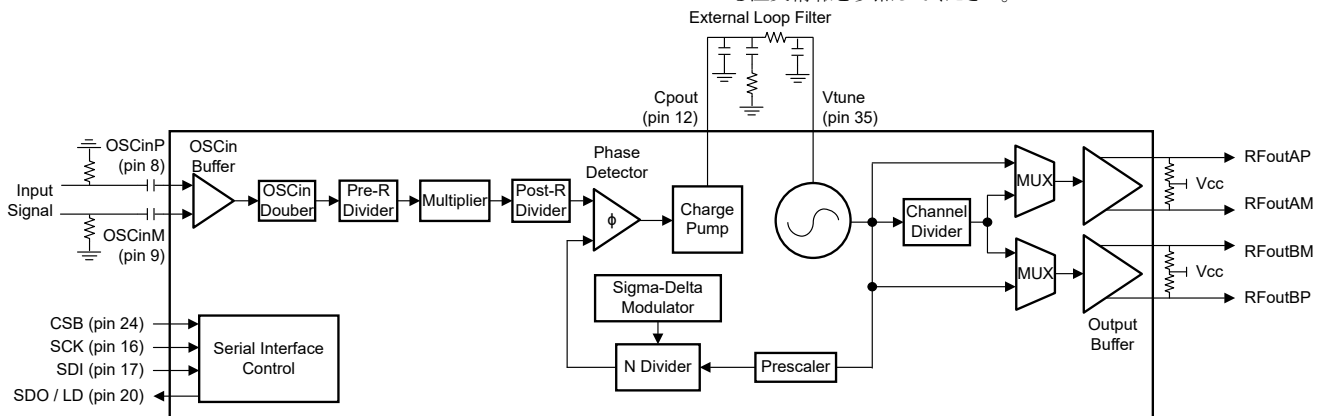 External Loop Filter
Cpout
(pin 12)
Vtune
(pin 35)
OSCinP
(pin 8)
OSCin
Buffer
Input
Signal
OSCinM
(pin 9)
OSCin
Douber
Pre-R
Divider
Multiplier
Post-R
Divider
Phase
Detector
ϕ
Charge
Pump
Channel
Divider
MUX
MUX
Vcc
Vcc
RFoutAP
RFoutAM
RFoutBM
RFoutBP
Output
Buffer
Sigma-Delta
Modulator
N Divider
Prescaler
CSB (pin 24)
SCK (pin 16)
SDI (pin 17)
SDO / LD (pin 20)
Serial Interface
Control